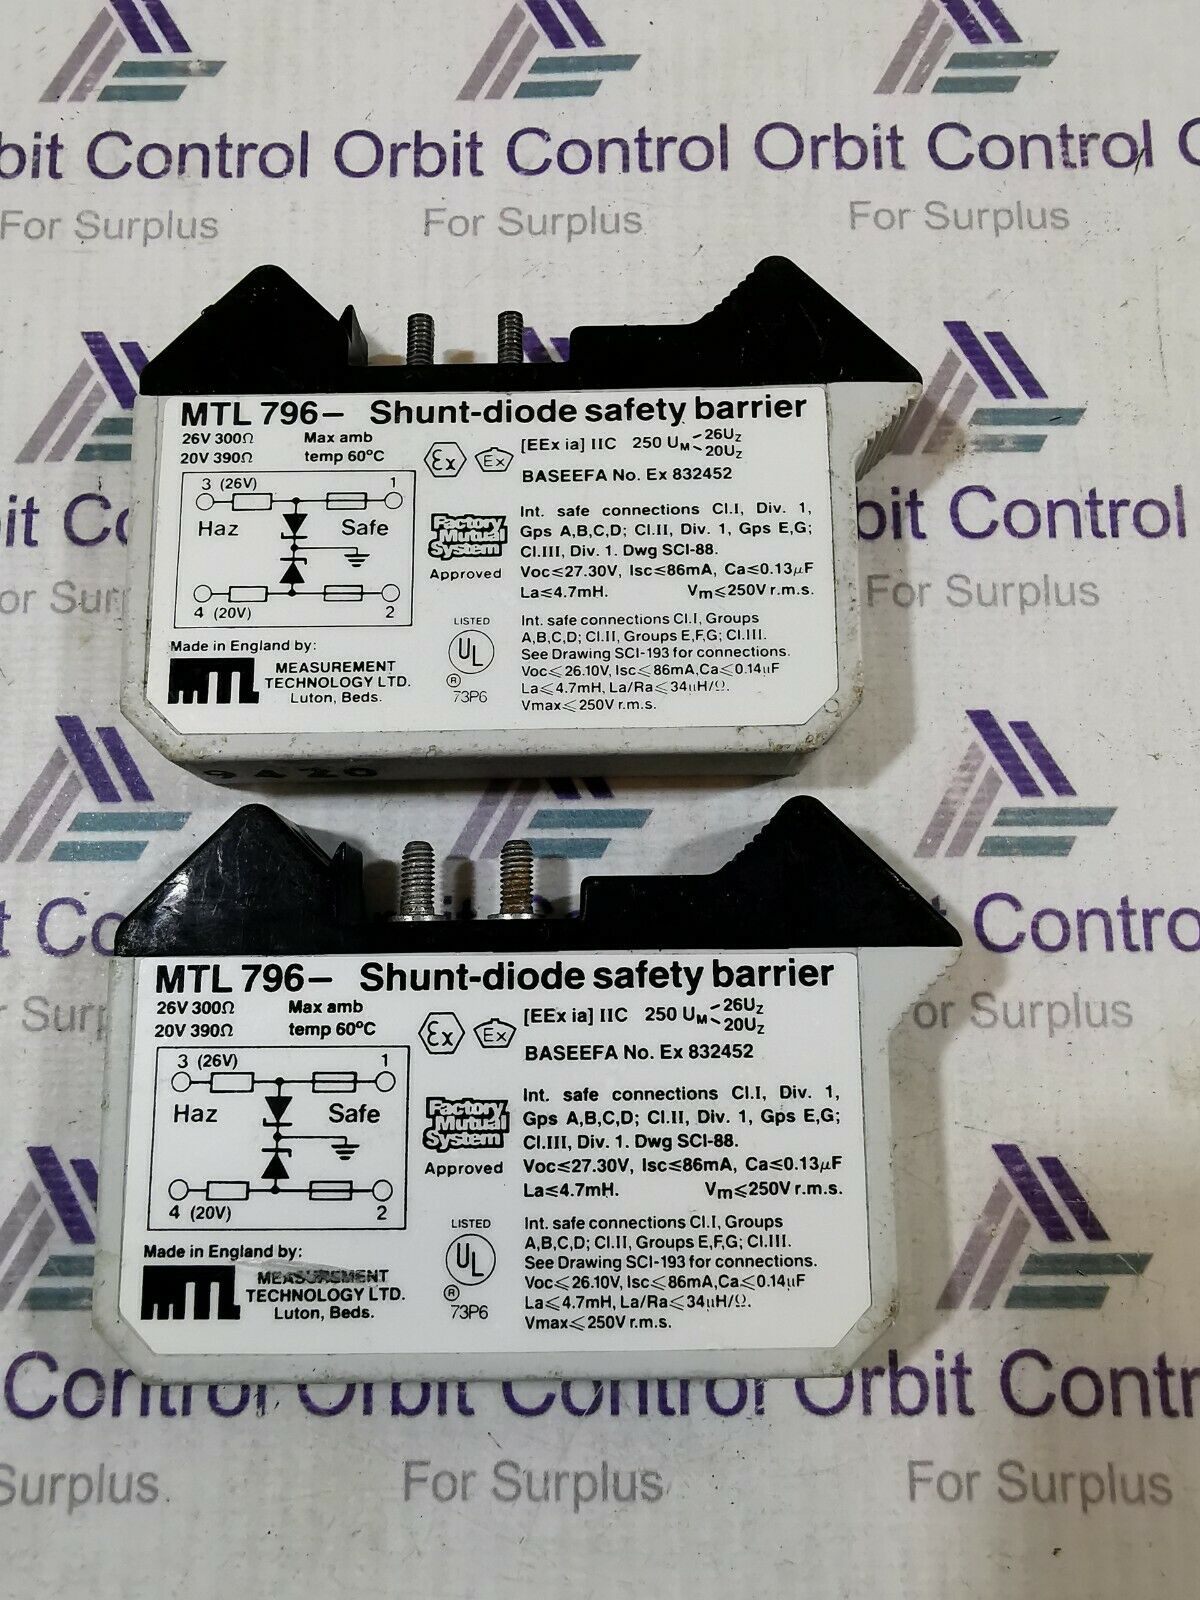 bit Control Orbit Control Orbit Control O
For Surplus For Surplus For Surplus
MTL 796– Shunt-diode safety barrier
26V 300Ω Max amb
20V 390Ω temp 60°C
3 (26V) 1
Haz Safe
4 (20V) 2
Made in England by:
MTL MEASUREMENT
TECHNOLOGY LTD.
Luton, Beds.
Ex Ex [EEx ia] IIC 250 UM 26Uz
20Uz
BASEEFA No. Ex 832452
Factory
Mutual
System
Approved
Int. safe connections Cl.I, Div. 1,
Gps A,B,C,D; Cl.II, Div. 1, Gps E,G;
Cl.III, Div. 1. Dwg SCI-88.
Voc≤27.30V, Isc≤86mA, Ca≤0.13µF
La≤4.7mH. Vm≤250V r.m.s.
LISTED
UL
®
73P6
Int. safe connections Cl.I, Groups
A,B,C,D; Cl.II, Groups E,F,G; Cl.III.
See Drawing SCI-193 for connections.
Voc≤26.10V, Isc≤86mA, Ca≤0.14µF
La≤4.7mH, La/Ra≤34µH/Ω.
Vmax≤250V r.m.s.
9420
bit Control
or Sur For Surplus
MTL 796– Shunt-diode safety barrier
26V 300Ω Max amb
20V 390Ω temp 60°C
3 (26V) 1
Haz Safe
4 (20V) 2
Made in England by:
MTL MEASUREMENT
TECHNOLOGY LTD.
Luton, Beds.
Ex Ex [EEx ia] IIC 250 UM 26Uz
20Uz
BASEEFA No. Ex 832452
Factory
Mutual
System
Approved
Int. safe connections Cl.I, Div. 1,
Gps A,B,C,D; Cl.II, Div. 1, Gps E,G;
Cl.III, Div. 1. Dwg SCI-88.
Voc≤27.30V, Isc≤86mA, Ca≤0.13µF
La≤4.7mH. Vm≤250V r.m.s.
LISTED
UL
®
73P6
Int. safe connections Cl.I, Groups
A,B,C,D; Cl.II, Groups E,F,G; Cl.III.
See Drawing SCI-193 for connections.
Voc≤26.10V, Isc≤86mA, Ca≤0.14µF
La≤4.7mH, La/Ra≤34µH/Ω.
Vmax≤250V r.m.s.
Contr
Sur or Surplus
Control Orbit Control Orbit Cont
Surplus For Surplus For Surplus